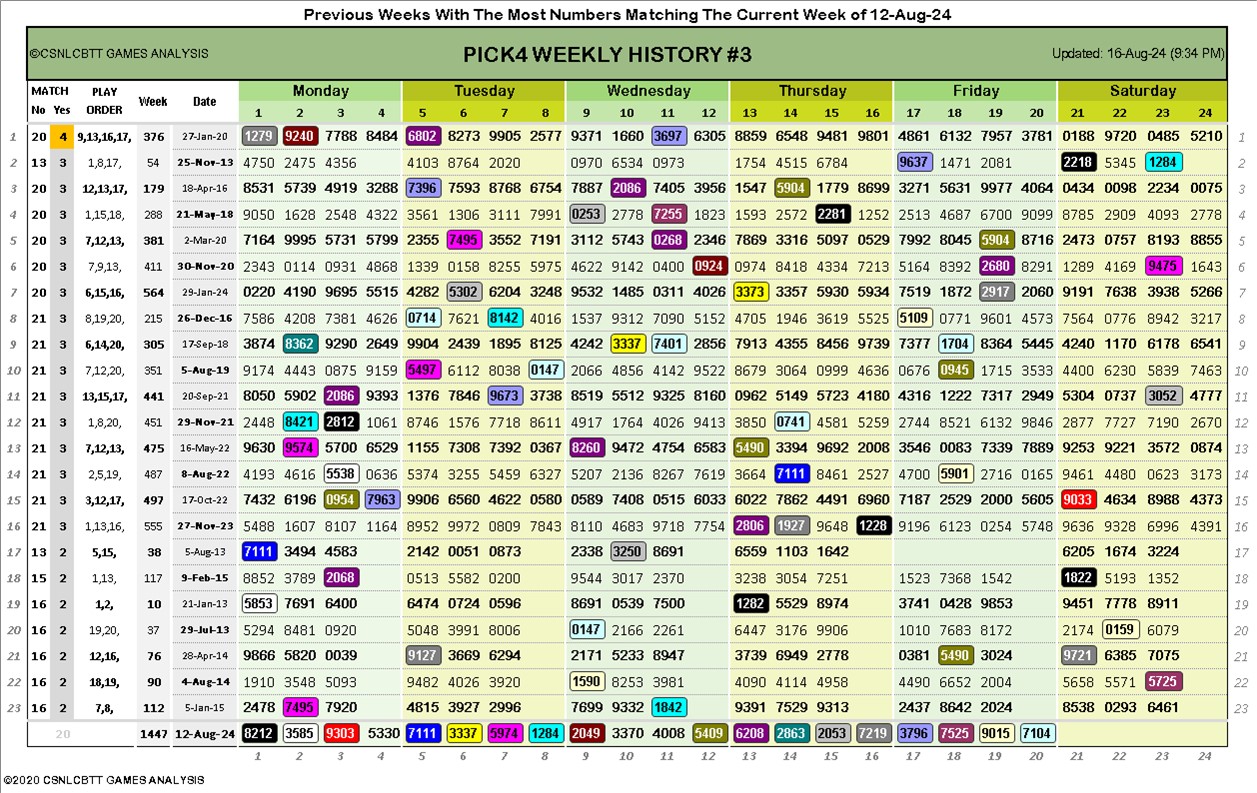 Previous Weeks With The Most Numbers Matching The Current Week of 12-Aug-24
©CSNLCBTT GAMES ANALYSIS PICK4 WEEKLY HISTORY #3 Updated: 16-Aug-24 (9:34 PM)
MATCH PLAY Week Date Monday Tuesday Wednesday Thursday Friday Saturday
No Yes ORDER 1 2 3 4 5 6 7 8 9 10 11 12 13 14 15 16 17 18 19 20 21 22 23 24
1 20 4 9,13,16,17, 376 27-Jan-20 1279 9240 7788 8484 6802 8273 9905 2577 9371 1660 3697 6305 8859 6548 9481 9801 4861 6132 7957 3781 0188 9720 0485 5210 1
2 13 3 1,8,17, 54 25-Nov-13 4750 2475 4356 4103 8764 2020 0970 6534 0973 1754 4515 6784 9637 1471 2081 2218 5345 1284 2
3 20 3 12,13,17, 179 18-Apr-16 8531 5739 4919 3288 7396 7593 8768 6754 7887 2086 7405 3956 1547 5904 1779 8699 3271 5631 9977 4064 0434 0098 2234 0075 3
4 20 3 1,15,18, 288 21-May-18 9050 1628 2548 4322 3561 1306 3111 7991 0253 2778 7255 1823 1593 2572 2281 1252 2513 4687 6700 9099 8785 2909 4093 2778 4
5 20 3 7,12,13, 381 2-Mar-20 7164 9995 5731 5799 2355 7495 3552 7191 3112 5743 0268 2346 7869 3316 5097 0529 7992 8045 5904 8716 2473 0757 8193 8855 5
6 20 3 7,9,13, 411 30-Nov-20 2343 0114 0931 4868 1339 0158 8255 5975 4622 9142 0400 0924 0974 8418 4334 7213 5164 8392 2680 8291 1289 4169 9475 1643 6
7 20 3 6,15,16, 564 29-Jan-24 0220 4190 9695 5515 4282 5302 6204 3248 9532 1485 0311 4026 3373 3357 5930 5934 7519 1872 2917 2060 9191 7638 3938 5266 7
8 21 3 8,19,20, 215 26-Dec-16 7586 4208 7381 4626 0714 7621 8142 4016 1537 9312 7090 5152 4705 1946 3619 5525 5109 0771 9601 4573 7564 0776 8942 3217 8
9 21 3 6,14,20, 305 17-Sep-18 3874 8362 9290 2649 9904 2439 1895 8125 4242 3337 7401 2856 7913 4355 8456 9739 7377 1704 8364 5445 4240 1170 6178 6541 9
10 21 3 7,12,20, 351 5-Aug-19 9174 4443 0875 9159 5497 6112 8038 0147 2066 4856 4142 9522 8679 3064 0999 4636 0676 0945 1715 3533 4400 6230 5839 7463 10
11 21 3 13,15,17, 441 20-Sep-21 8050 5902 2086 9393 1376 7846 9673 3738 8519 5512 9325 8160 0962 5149 5723 4180 4316 1222 7317 2949 5304 0737 3052 4777 11
12 21 3 1,8,20, 451 29-Nov-21 2448 8421 2812 1061 8746 1576 7718 8611 4917 1764 4026 9413 3850 0741 4581 5259 2744 8521 6132 9846 2877 7727 7190 2670 12
13 21 3 7,12,13, 475 16-May-22 9630 9574 5700 6529 1155 7308 7392 0367 8260 9472 4754 6583 5490 3394 9692 2008 3546 0083 7339 7889 9253 9221 3572 0874 13
14 21 3 2,5,19, 487 8-Aug-22 4193 4616 5538 0636 5374 3255 5459 6327 5207 2136 8267 7619 3664 7111 8461 2527 4755 5901 2716 0165 9461 4480 0623 3173 14
15 21 3 3,12,17, 497 17-Oct-22 7432 6196 0954 7963 9906 6560 4622 0580 0589 7408 0515 6033 6022 7862 4491 6960 7187 2529 2000 5605 9033 4634 8988 4373 15
16 21 3 1,13,16, 555 27-Nov-23 5488 1607 8107 1164 8952 9972 0809 7843 8110 4683 9718 7754 2806 1927 9648 1228 9196 6123 0254 5748 9636 9328 6996 4391 16
17 13 2 5,15, 38 5-Aug-13 7111 3494 4583 2142 0051 0873 2338 3250 8691 6559 1103 1642 6205 1674 3224 17
18 15 2 1,13, 117 9-Feb-15 8852 3789 2068 0513 5582 0200 9544 3017 2370 3238 3054 7251 1523 7368 1542 1822 5193 1352 18
19 16 2 1,2, 10 21-Jan-13 5853 7691 6400 6474 0724 0596 8691 0539 7500 1282 5529 8974 3741 0428 9853 9451 7778 8911 19
20 16 2 19,20, 37 29-Jul-13 5294 8481 0920 5048 3991 8006 0147 2166 2261 6447 3176 9906 1010 7683 8172 2174 0159 6079 20
21 16 2 12,16, 76 28-Apr-14 9866 5820 0039 9127 3669 6294 2171 5233 8947 3739 6949 2778 0381 5490 3024 9721 6385 7075 21
22 16 2 18,19, 90 4-Aug-14 1910 3548 5093 9482 4026 3920 1590 8253 3981 4090 4114 4958 4490 6652 2004 5658 5571 5725 22
23 16 2 7,8, 112 5-Jan-15 2478 7495 7920 4815 3927 2996 7699 9332 1842 9391 7529 9313 2437 8642 2024 8538 0293 6461 23
20 1447 12-Aug-24 8212 3585 9303 5330 7111 3337 5974 1284 2049 3370 4008 5409 6208 2863 2053 7219 3796 7525 9015 7104
1 2 3 4 5 6 7 8 9 10 11 12 13 14 15 16 17 18 19 20 21 22 23 24
©2020 CSNLCBTT GAMES ANALYSIS